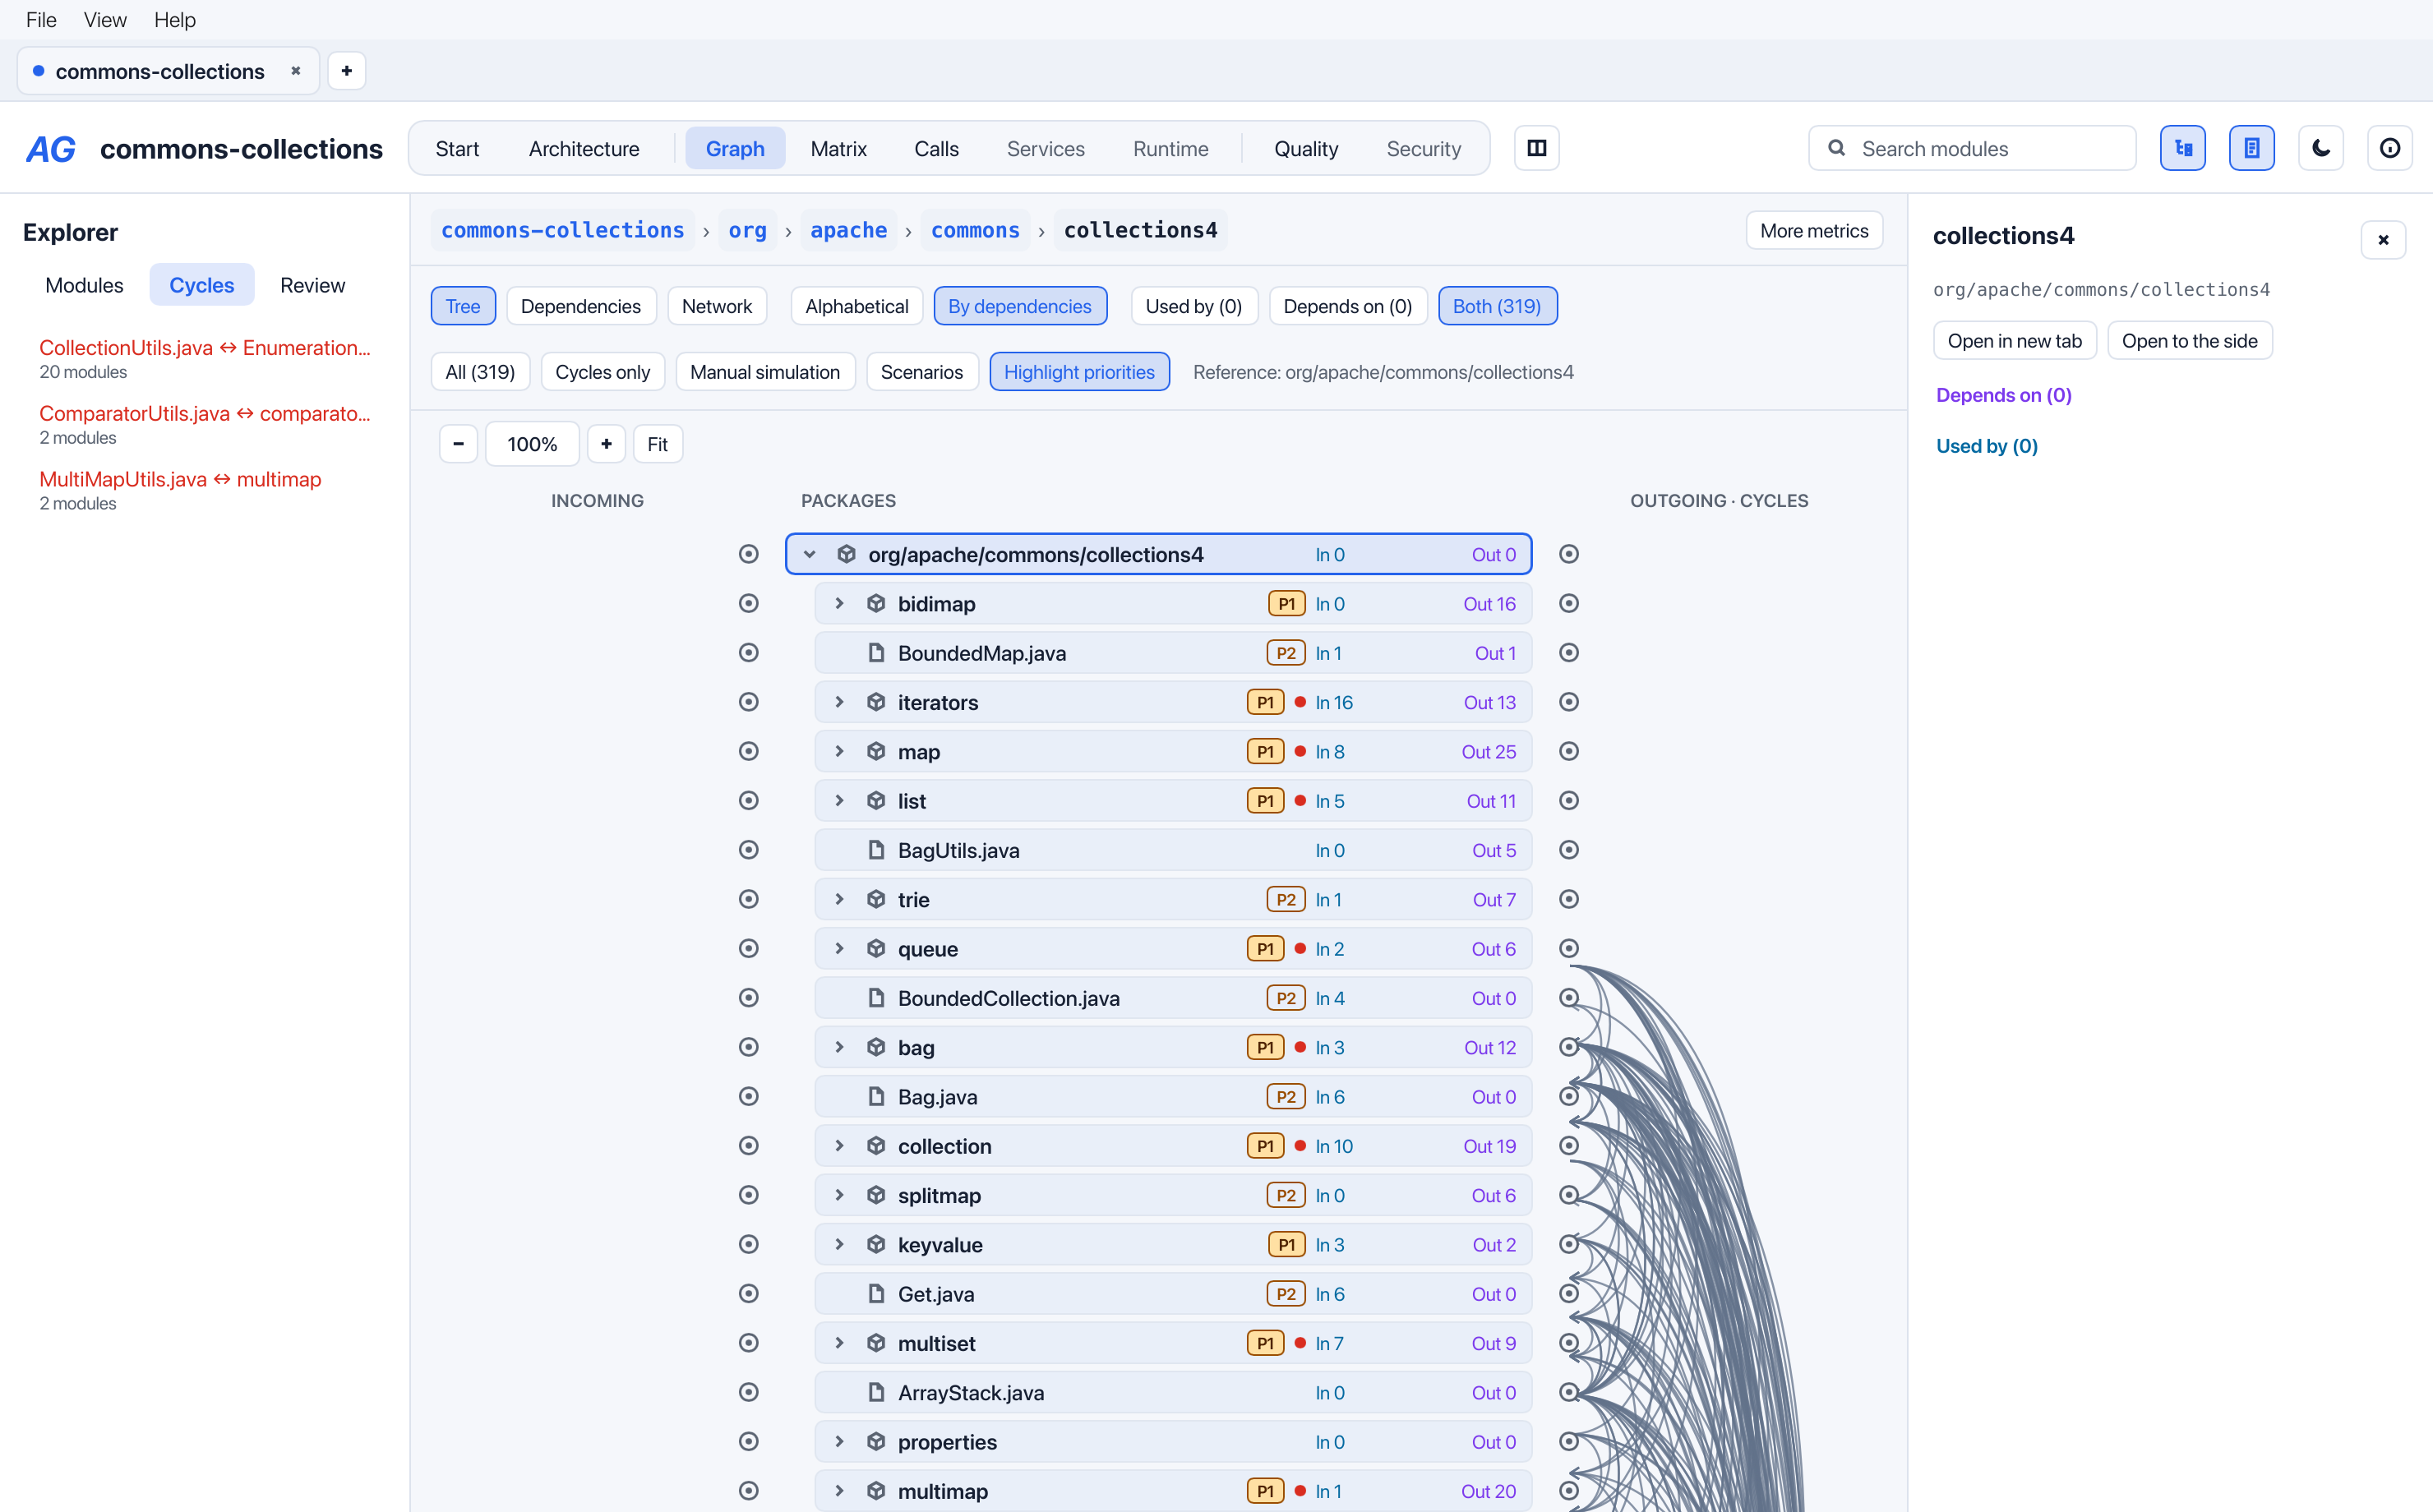 File View Help
commons-collections
AG commons-collections Start Architecture Graph Matrix Calls Services Runtime Quality Security Search modules
Explorer
Modules Cycles Review
CollectionUtils.java ↔ Enumeration...
20 modules
ComparatorUtils.java ↔ comparato...
2 modules
MultiMapUtils.java ↔ multimap
2 modules
commons-collections › org › apache › commons › collections4 More metrics
Tree Dependencies Network Alphabetical By dependencies Used by (0) Depends on (0) Both (319)
All (319) Cycles only Manual simulation Scenarios Highlight priorities Reference: org/apache/commons/collections4
− 100% + Fit
INCOMING PACKAGES OUTGOING · CYCLES
org/apache/commons/collections4 In 0 Out 0
bidimap P1 In 0 Out 16
BoundedMap.java P2 In 1 Out 1
iterators P1 In 16 Out 13
map P1 In 8 Out 25
list P1 In 5 Out 11
BagUtils.java In 0 Out 5
trie P2 In 1 Out 7
queue P1 In 2 Out 6
BoundedCollection.java P2 In 4 Out 0
bag P1 In 3 Out 12
Bag.java P2 In 6 Out 0
collection P1 In 10 Out 19
splitmap P2 In 0 Out 6
keyvalue P1 In 3 Out 2
Get.java P2 In 6 Out 0
multiset P1 In 7 Out 9
ArrayStack.java In 0 Out 0
properties In 0 Out 0
multimap P1 In 1 Out 20
collections4
org/apache/commons/collections4
Open in new tab Open to the side
Depends on (0)
Used by (0)